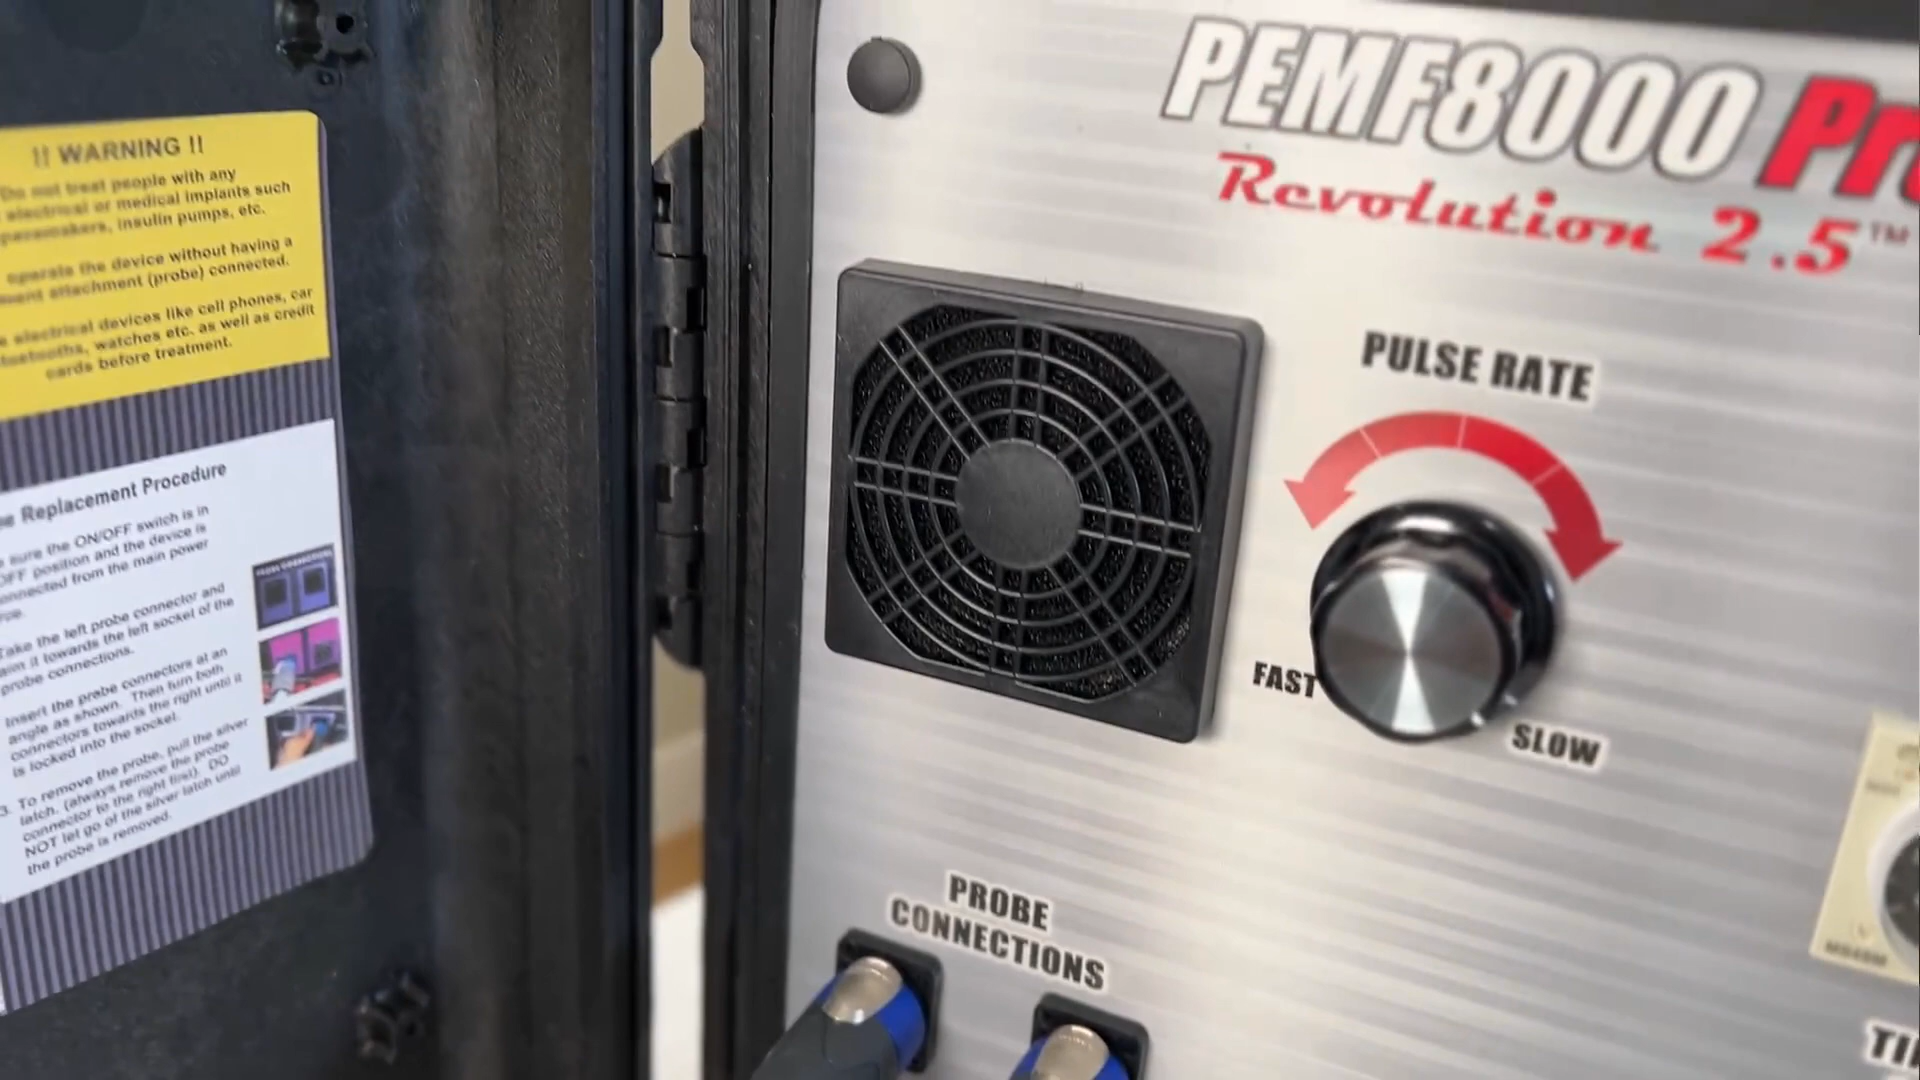 !! WARNING !!
Do not treat people with any
electrical or medical implants such
pacemakers, insulin pumps, etc.
operate the device without having a
attachment (probe) connected.
electrical devices like cell phones, car
watches etc. as well as credit
cards before treatment.
Replacement Procedure
sure the ON/OFF switch is in
OFF position and the device is
from the main power
Take the left probe connector and
aim it towards the left socket of the
probe connections.
Insert the probe connectors at an
angle as shown. Then turn both
connectors towards the right until it
is locked into the socket.
3. To remove the probe, pull the silver
latch, (always remove the probe
connector to the right first). DO
NOT let go of the silver latch until
the probe is removed.
PROBE CONNECTIONS
PEMF8000 Pr
Revolution 2.5™
PULSE RATE
FAST
SLOW
PROBE
CONNECTIONS